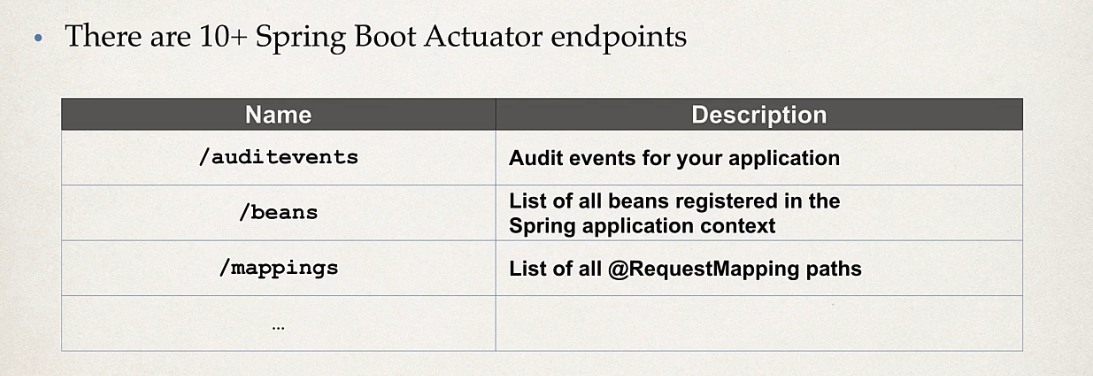 • There are 10+ Spring Boot Actuator endpoints
Name Description
/auditevents Audit events for your application
/beans List of all beans registered in the
Spring application context
/mappings List of all @RequestMapping paths
...